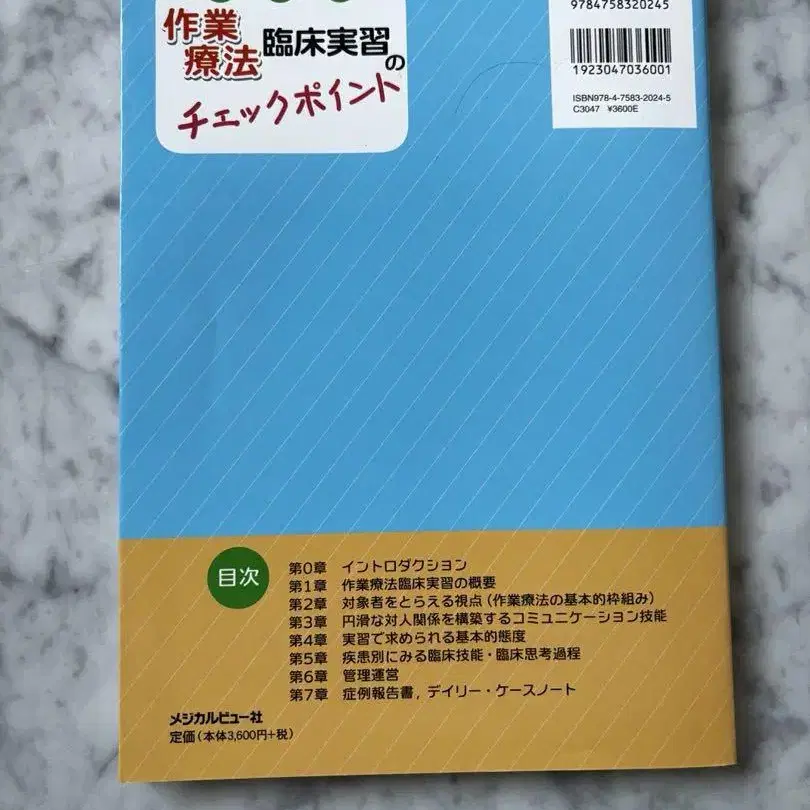 作業
療法
臨床実習の
チェックポイント
9784758320245
1923047036001
ISBN978-4-7583-2024-5
C3047 ¥3600E
目次
第0章 イントロダクション
第1章 作業療法臨床実習の概要
第2章 対象者をとらえる視点（作業療法の基本的枠組み）
第3章 円滑な対人関係を構築するコミュニケーション技能
第4章 実習で求められる基本的態度
第5章 疾患別にみる臨床技能・臨床思考過程
第6章 管理運営
第7章 症例報告書，デイリー・ケースノート
メジカルビュー社
定価（本体3,600円+税）